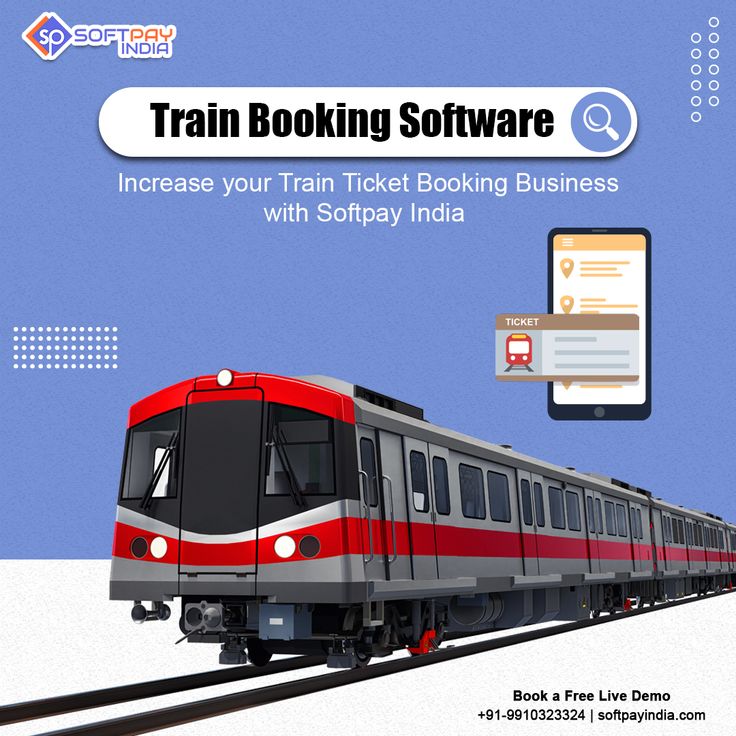 SP SOFTPAY
INDIA
Train Booking Software
Increase your Train Ticket Booking Business
with Softpay India
TICKET
Book a Free Live Demo
+91-9910323324 | softpayindia.com